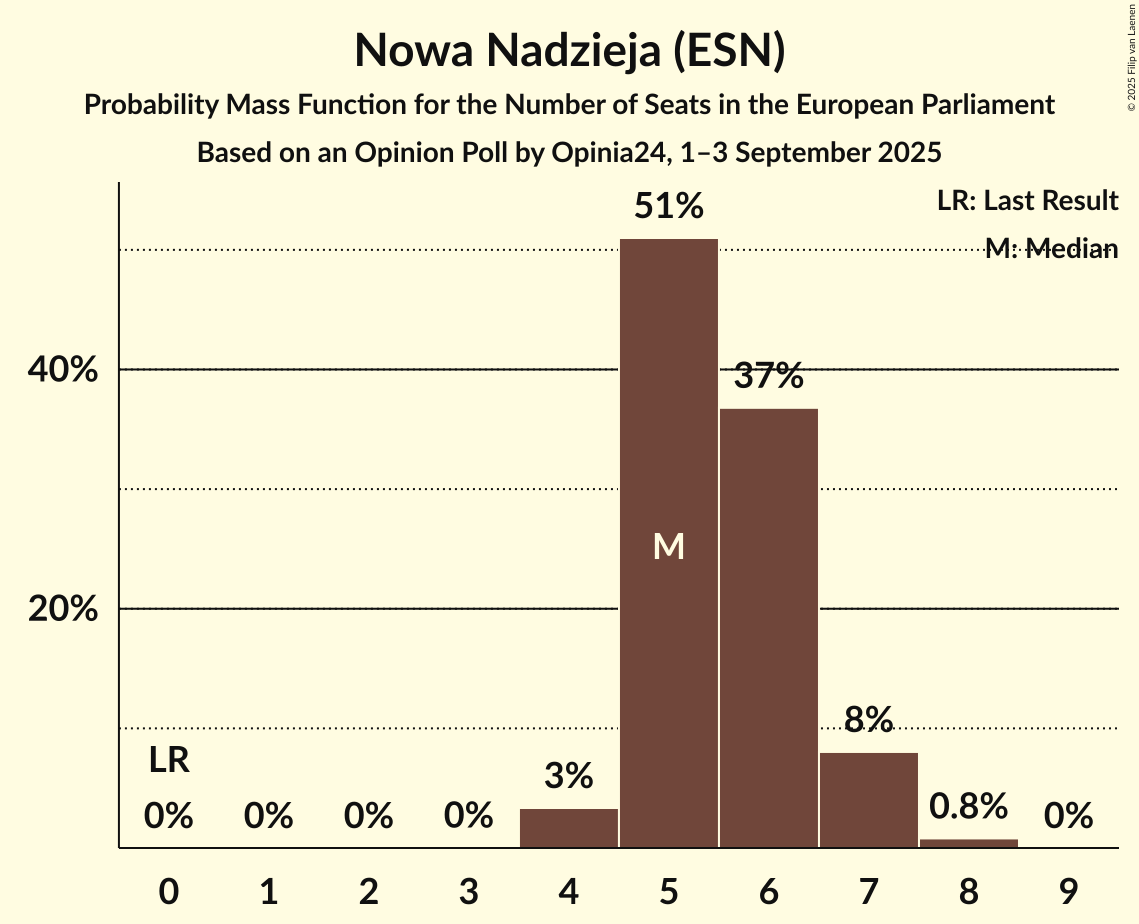 Nowa Nadzieja (ESN)
Probability Mass Function for the Number of Seats in the European Parliament
Based on an Opinion Poll by Opinia24, 1–3 September 2025
© 2025 Filip van Laenen
LR: Last Result
M: Median
51%
40%
37%
M
20%
8%
LR
3%
0.8%
0% 0% 0% 0% 0%
0 1 2 3 4 5 6 7 8 9